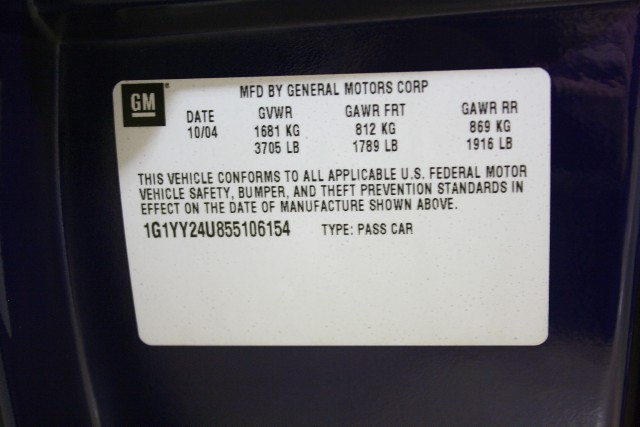 GM®
MFD BY GENERAL MOTORS CORP
DATE GVWR GAWR FRT GAWR RR
10/04 1681 KG 812 KG 869 KG
3705 LB 1789 LB 1916 LB
THIS VEHICLE CONFORMS TO ALL APPLICABLE U.S. FEDERAL MOTOR
VEHICLE SAFETY, BUMPER, AND THEFT PREVENTION STANDARDS IN
EFFECT ON THE DATE OF MANUFACTURE SHOWN ABOVE.
1G1YY24U855106154 TYPE: PASS CAR